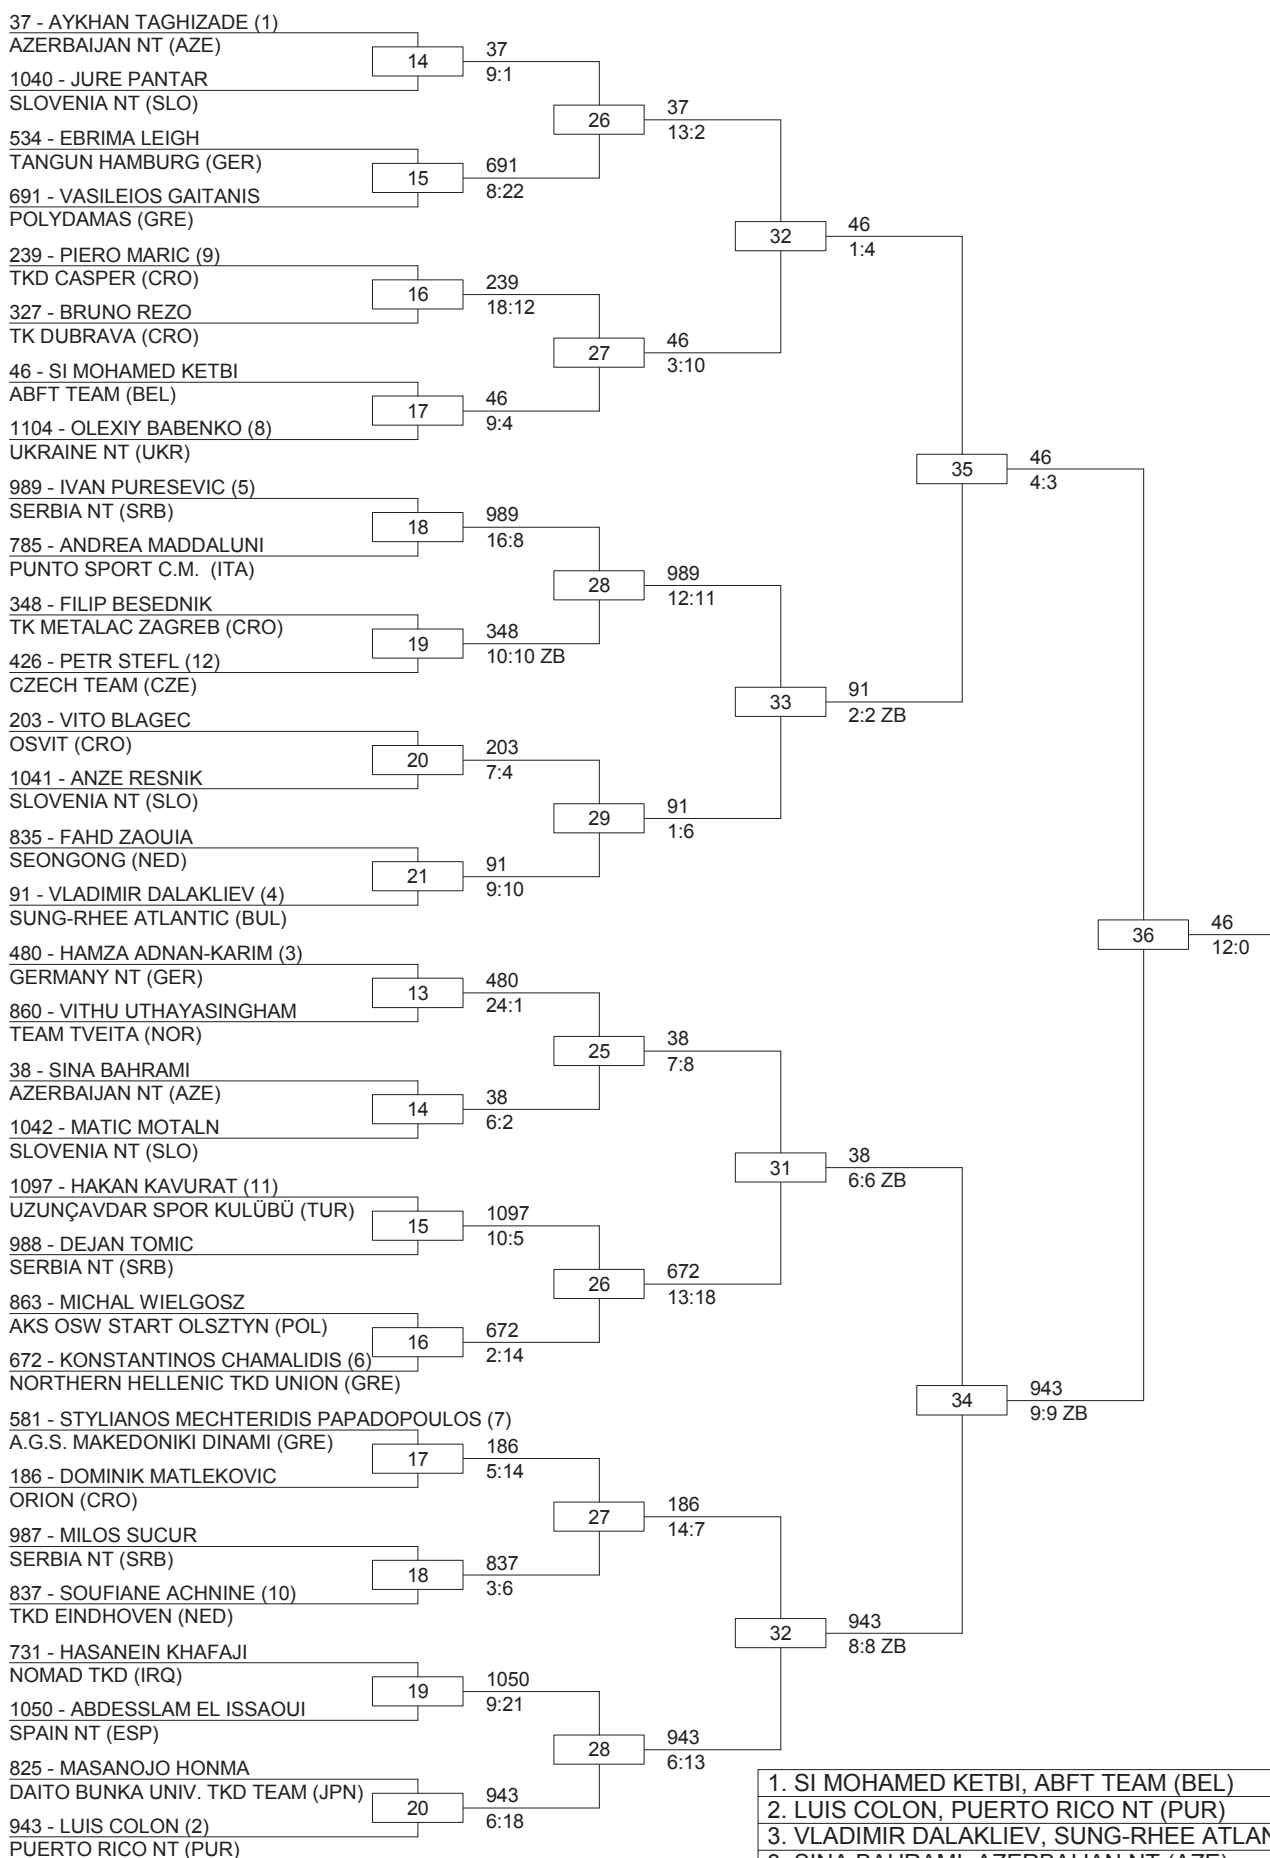 37 - AYKHAN TAGHIZADE (1)
AZERBAIJAN NT (AZE)
14
37
9:1
1040 - JURE PANTAR
SLOVENIA NT (SLO)
26
37
13:2
534 - EBRIMA LEIGH
TANGUN HAMBURG (GER)
15
691
8:22
691 - VASILEIOS GAITANIS
POLYDAMAS (GRE)
32
46
1:4
239 - PIERO MARIC (9)
TKD CASPER (CRO)
16
239
18:12
327 - BRUNO REZO
TK DUBRAVA (CRO)
27
46
3:10
46 - SI MOHAMED KETBI
ABFT TEAM (BEL)
17
46
9:4
1104 - OLEXIY BABENKO (8)
UKRAINE NT (UKR)
35
46
4:3
989 - IVAN PURESEVIC (5)
SERBIA NT (SRB)
18
989
16:8
785 - ANDREA MADDALUNI
PUNTO SPORT C.M. (ITA)
28
989
12:11
348 - FILIP BESEDNIK
TK METALAC ZAGREB (CRO)
19
348
10:10 ZB
426 - PETR STEFL (12)
CZECH TEAM (CZE)
33
91
2:2 ZB
203 - VITO BLAGEC
OSVIT (CRO)
20
203
7:4
1041 - ANZE RESNIK
SLOVENIA NT (SLO)
29
91
1:6
835 - FAHD ZAOUIA
SEONGONG (NED)
21
91
9:10
91 - VLADIMIR DALAKLIEV (4)
SUNG-RHEE ATLANTIC (BUL)
36
46
12:0
480 - HAMZA ADNAN-KARIM (3)
GERMANY NT (GER)
13
480
24:1
860 - VITHU UTHAYASINGHAM
TEAM TVEITA (NOR)
25
38
7:8
38 - SINA BAHRAMI
AZERBAIJAN NT (AZE)
14
38
6:2
1042 - MATIC MOTALN
SLOVENIA NT (SLO)
31
38
6:6 ZB
1097 - HAKAN KAVURAT (11)
UZUNÇAVDAR SPOR KULÜBÜ (TUR)
15
1097
10:5
988 - DEJAN TOMIC
SERBIA NT (SRB)
26
672
13:18
863 - MICHAL WIELGOSZ
AKS OSW START OLSZTYN (POL)
16
672
2:14
672 - KONSTANTINOS CHAMALIDIS (6)
NORTHERN HELLENIC TKD UNION (GRE)
34
943
9:9 ZB
581 - STYLIANOS MECHTERIDIS PAPADOPOULOS (7)
A.G.S. MAKEDONIKI DINAMI (GRE)
17
186
5:14
186 - DOMINIK MATLEKOVIC
ORION (CRO)
27
186
14:7
987 - MILOS SUCUR
SERBIA NT (SRB)
18
837
3:6
837 - SOUFIANE ACHNINE (10)
TKD EINDHOVEN (NED)
32
943
8:8 ZB
731 - HASANEIN KHAFAJI
NOMAD TKD (IRQ)
19
1050
9:21
1050 - ABDESSLAM EL ISSAOUI
SPAIN NT (ESP)
28
943
6:13
825 - MASANOJO HONMA
DAITO BUNKA UNIV. TKD TEAM (JPN)
20
943
6:18
943 - LUIS COLON (2)
PUERTO RICO NT (PUR)
1. SI MOHAMED KETBI, ABFT TEAM (BEL)
2. LUIS COLON, PUERTO RICO NT (PUR)
3. VLADIMIR DALAKLIEV, SUNG-RHEE ATLAN
SINA BAHRAMI, AZERBAIJAN NT (AZE)